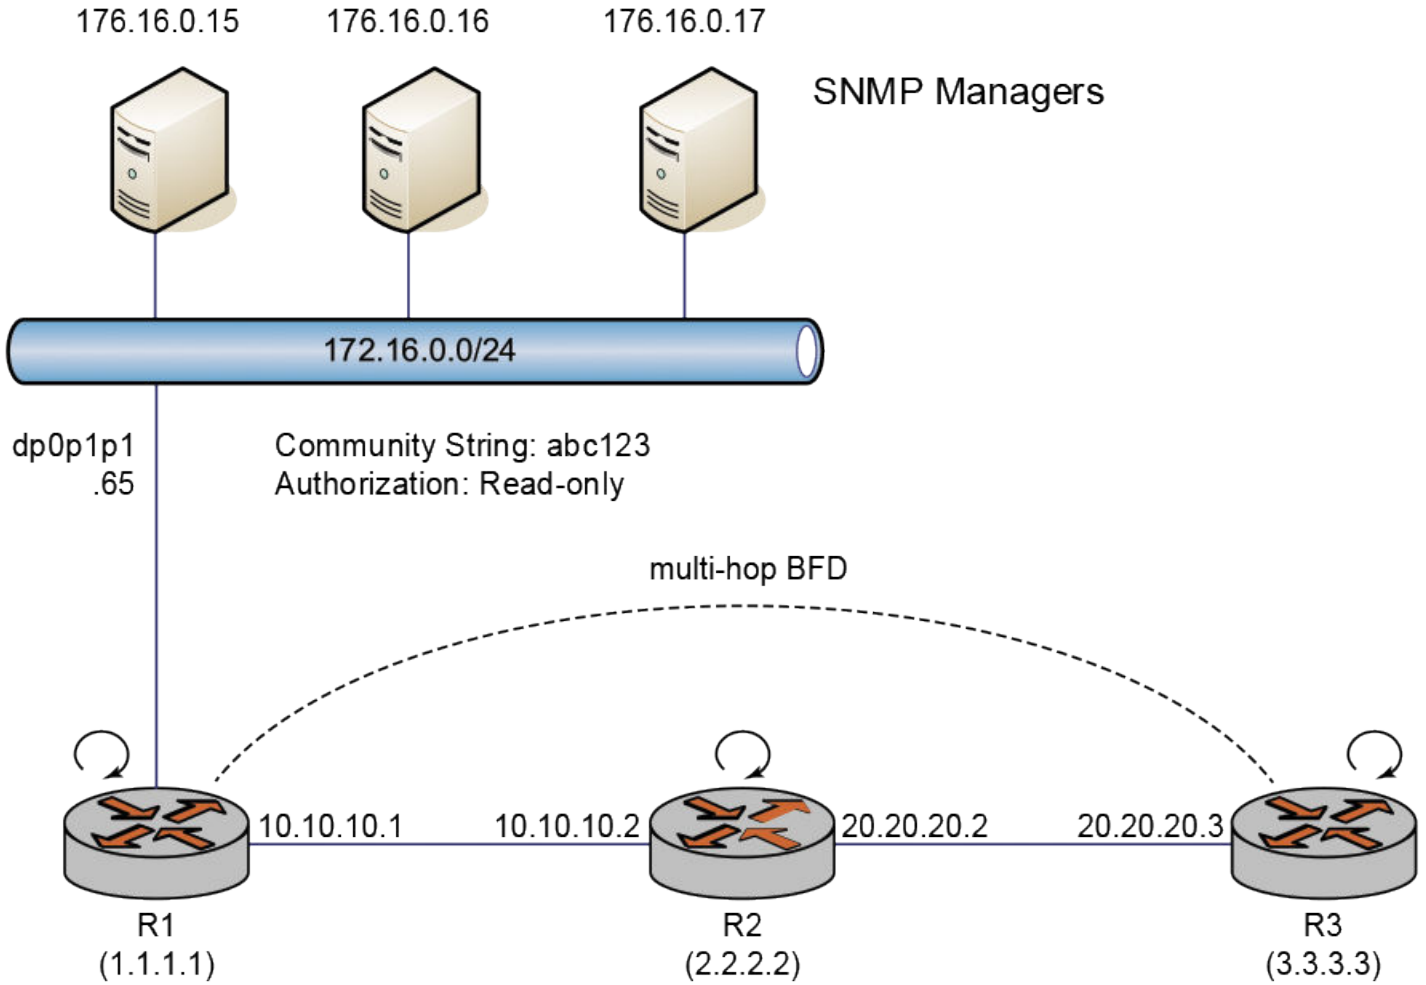 176.16.0.15
176.16.0.16
176.16.0.17
SNMP Managers
172.16.0.0/24
dp0p1p1
.65
Community String: abc123
Authorization: Read-only
multi-hop BFD
10.10.10.1
10.10.10.2
20.20.20.2
20.20.20.3
R1
(1.1.1.1)
R2
(2.2.2.2)
R3
(3.3.3.3)